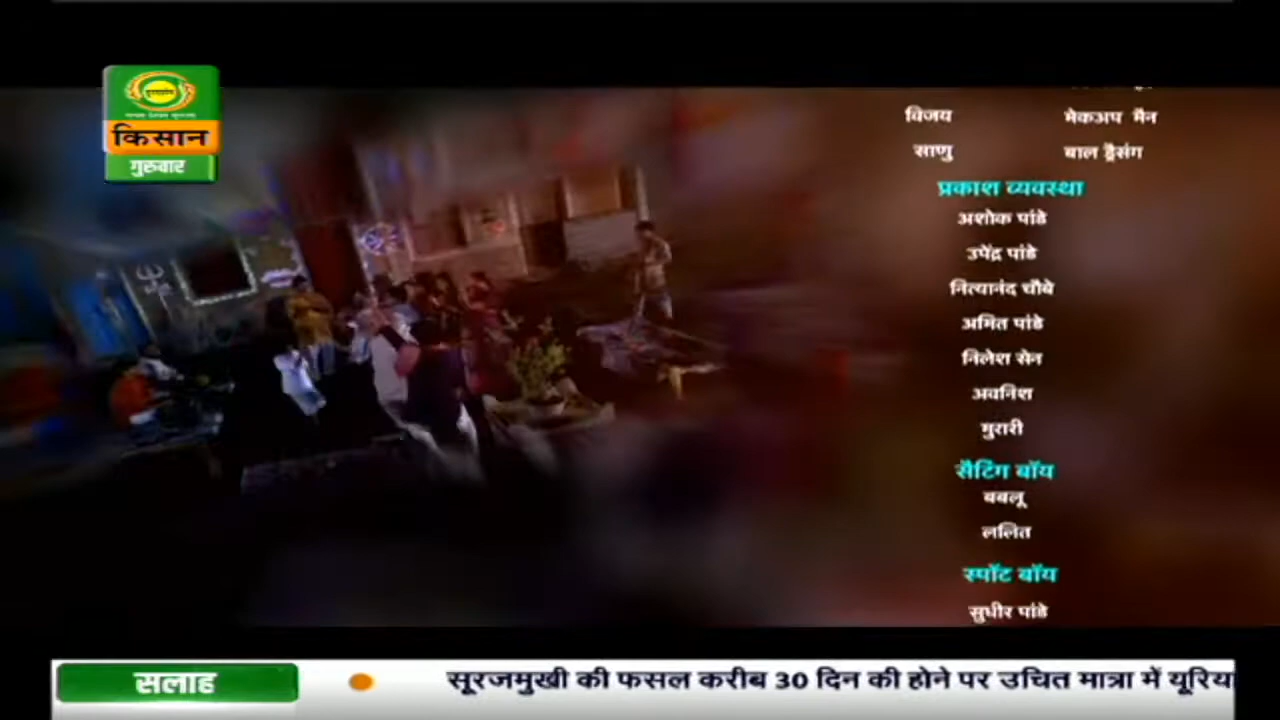 किसान
गुरुवार
विजय मेकअप मैन
साणु बाल ड्रैसंग
प्रकाश व्यवस्था
अशोक पांडे
उपेंद्र पांडे
नित्यानंद चौबे
अमित पांडे
निलेश सेन
अवनिश
मुरारी
सैटिंग बॉय
बबलू
ललित
स्पॉट बॉय
सुधीर पांडे
सलाह
सूरजमुखी की फसल करीब 30 दिन की होने पर उचित मात्रा में यूरिया